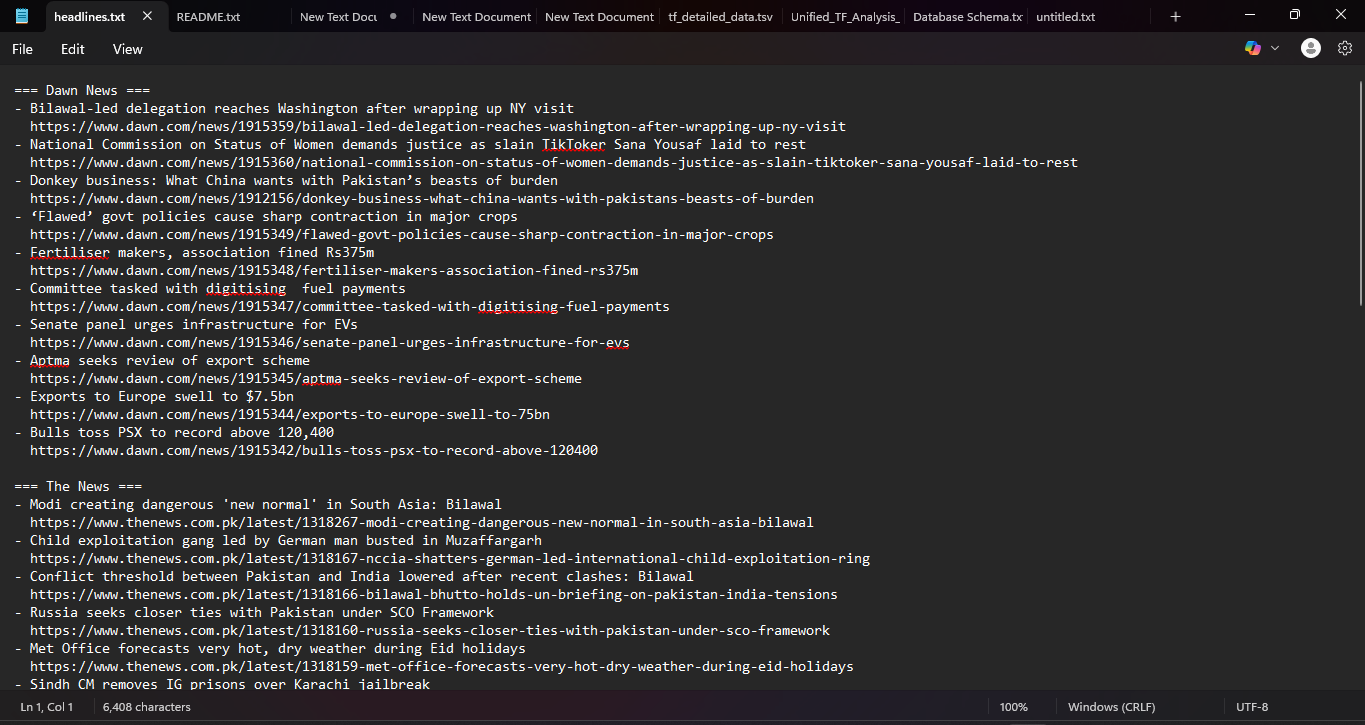 headlines.txt
README.txt
New Text Docu
New Text Document
New Text Document
tf_detailed_data.tsv
Unified_TF_Analysis_
Database Schema.tx
untitled.txt
File Edit View
=== Dawn News ===
- Bilawal-led delegation reaches Washington after wrapping up NY visit
https://www.dawn.com/news/1915359/bilawal-led-delegation-reaches-washington-after-wrapping-up-ny-visit
- National Commission on Status of Women demands justice as slain TikToker Sana Yousaf laid to rest
https://www.dawn.com/news/1915360/national-commission-on-status-of-women-demands-justice-as-slain-tiktoker-sana-yousaf-laid-to-rest
- Donkey business: What China wants with Pakistan’s beasts of burden
https://www.dawn.com/news/1912156/donkey-business-what-china-wants-with-pakistans-beasts-of-burden
- ‘Flawed’ govt policies cause sharp contraction in major crops
https://www.dawn.com/news/1915349/flawed-govt-policies-cause-sharp-contraction-in-major-crops
- Fertiliser makers, association fined Rs375m
https://www.dawn.com/news/1915348/fertiliser-makers-association-fined-rs375m
- Committee tasked with digitising  fuel payments
https://www.dawn.com/news/1915347/committee-tasked-with-digitising-fuel-payments
- Senate panel urges infrastructure for EVs
https://www.dawn.com/news/1915346/senate-panel-urges-infrastructure-for-evs
- Aptma seeks review of export scheme
https://www.dawn.com/news/1915345/aptma-seeks-review-of-export-scheme
- Exports to Europe swell to $7.5bn
https://www.dawn.com/news/1915344/exports-to-europe-swell-to-75bn
- Bulls toss PSX to record above 120,400
https://www.dawn.com/news/1915342/bulls-toss-psx-to-record-above-120400
=== The News ===
- Modi creating dangerous 'new normal' in South Asia: Bilawal
https://www.thenews.com.pk/latest/1318267-modi-creating-dangerous-new-normal-in-south-asia-bilawal
- Child exploitation gang led by German man busted in Muzaffargarh
https://www.thenews.com.pk/latest/1318167-nccia-shatters-german-led-international-child-exploitation-ring
- Conflict threshold between Pakistan and India lowered after recent clashes: Bilawal
https://www.thenews.com.pk/latest/1318166-bilawal-bhutto-holds-un-briefing-on-pakistan-india-tensions
- Russia seeks closer ties with Pakistan under SCO Framework
https://www.thenews.com.pk/latest/1318160-russia-seeks-closer-ties-with-pakistan-under-sco-framework
- Met Office forecasts very hot, dry weather during Eid holidays
https://www.thenews.com.pk/latest/1318159-met-office-forecasts-very-hot-dry-weather-during-eid-holidays
- Sindh CM removes IG prisons over Karachi jailbreak
Ln 1, Col 1
6,408 characters
100%
Windows (CRLF)
UTF-8